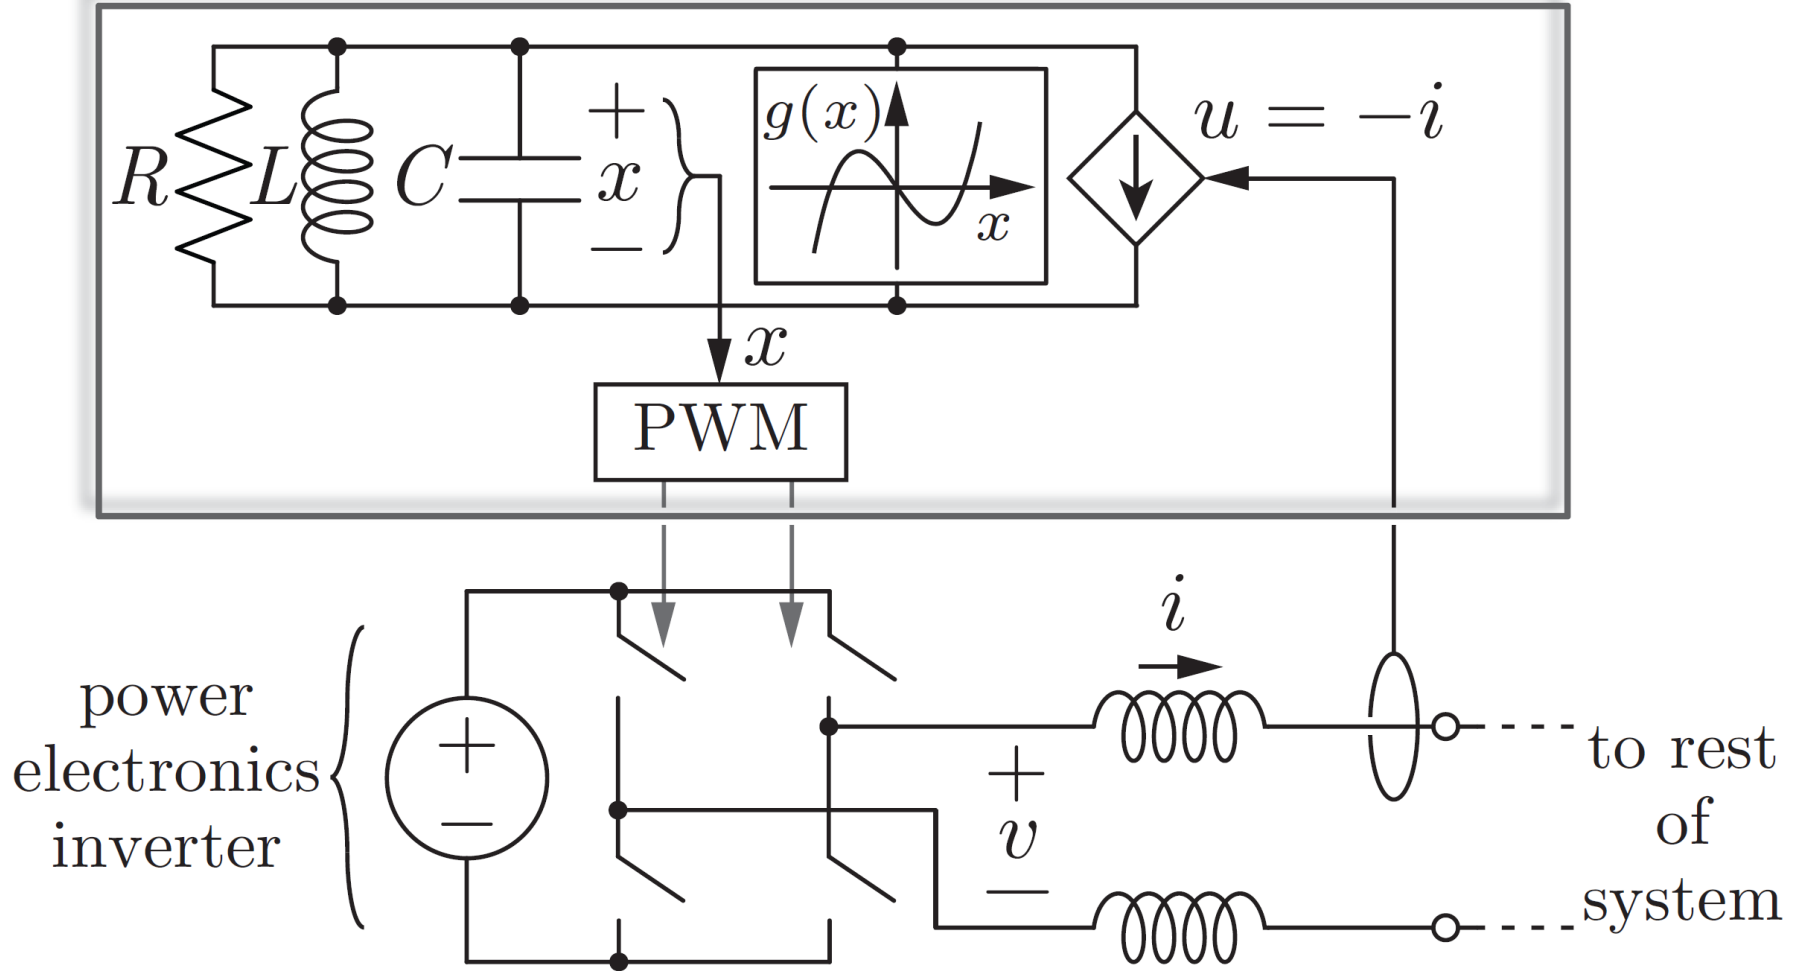 R
L
C
+
x
−
g(x)
x
u = −i
x
PWM
i
power
electronics
inverter
+
−
+
v
−
to rest
of
system